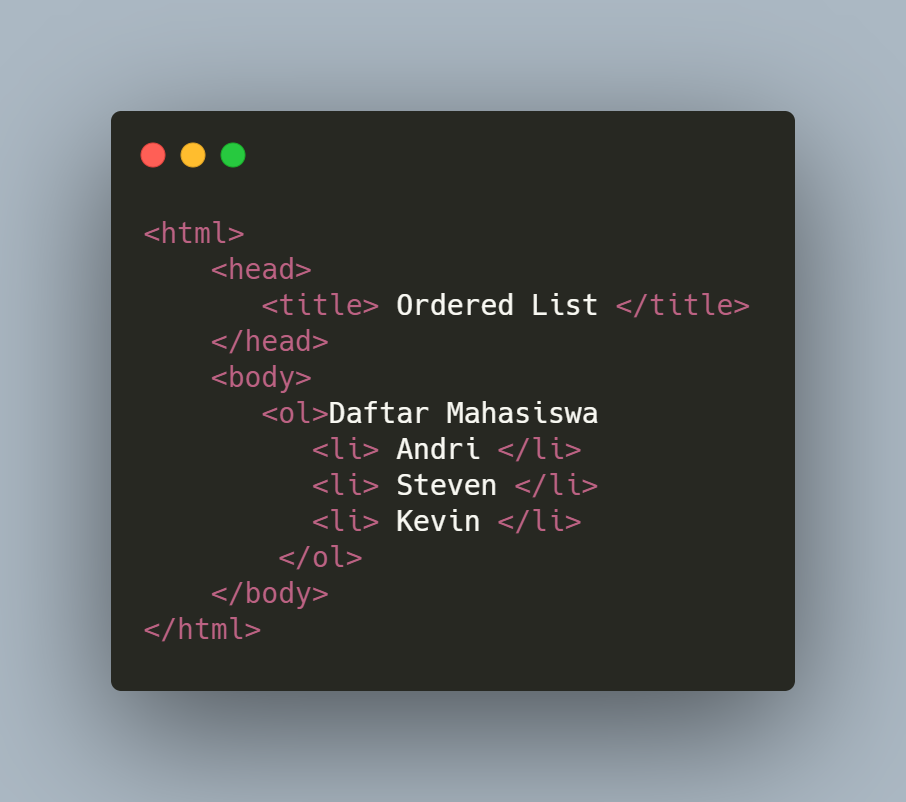 <html>
    <head>
       <title> Ordered List </title>
    </head>
    <body>
       <ol>Daftar Mahasiswa
          <li> Andri </li>
          <li> Steven </li>
          <li> Kevin </li>
        </ol>
    </body>
</html>